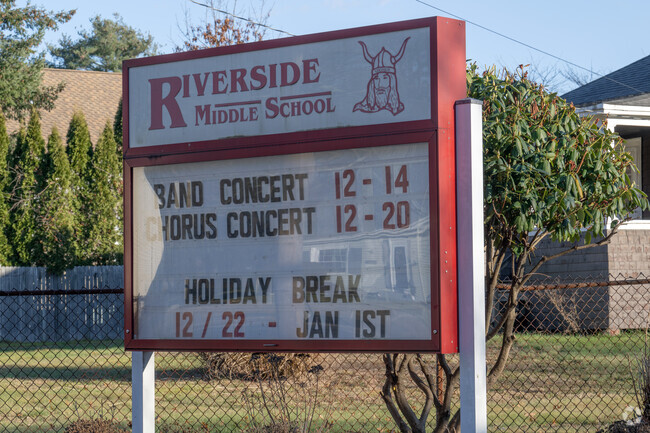 RIVERSIDE
MIDDLE SCHOOL
BAND CONCERT 12-14
CHORUS CONCERT 12-20
HOLIDAY BREAK
12/22 - JAN 1ST